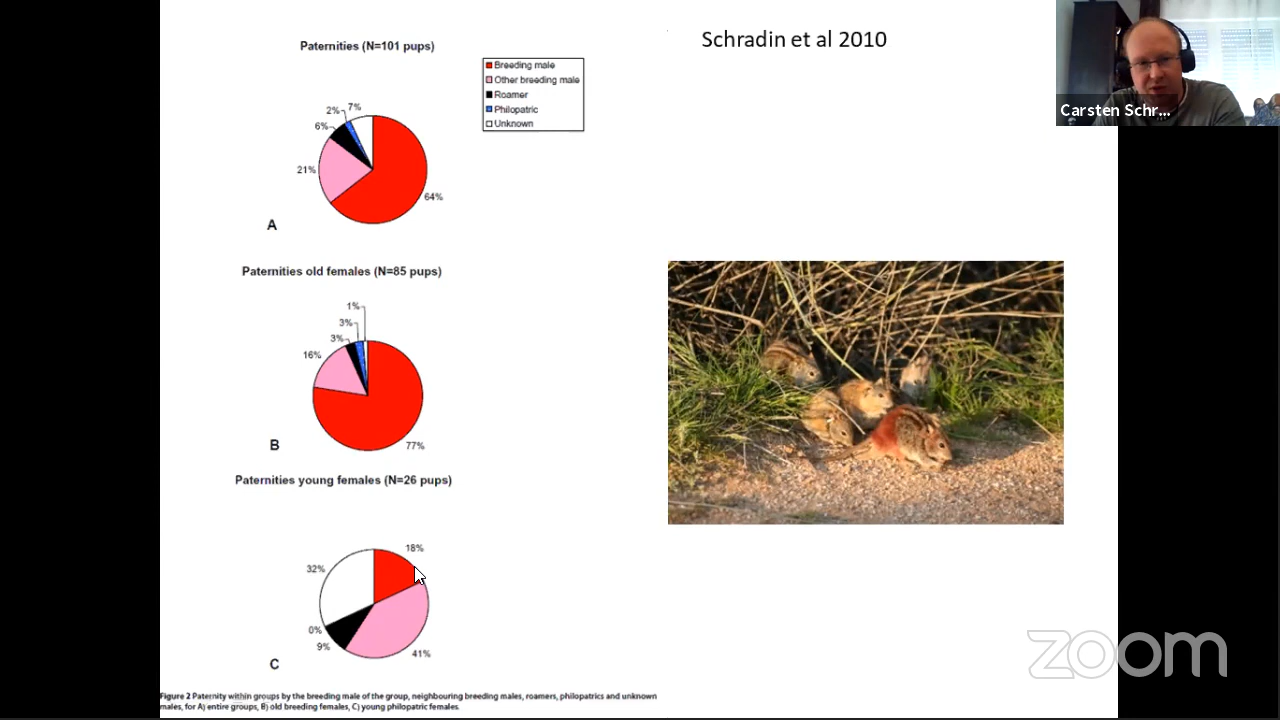 Schradin et al 2010
Carsten Schr...
Paternities (N=101 pups)
Breeding male
Other breeding male
Roamer
Philopatric
Unknown
2%
7%
6%
21%
64%
A
Paternities old females (N=85 pups)
1%
3%
3%
16%
77%
B
Paternities young females (N=26 pups)
18%
32%
0%
9%
41%
C
zoom
Figure 2 Paternity within groups by the breeding male of the group, neighbouring breeding males, roamers, philopatrics and unknown
males, for A) entire groups, B) old breeding females, C) young philopatric females.